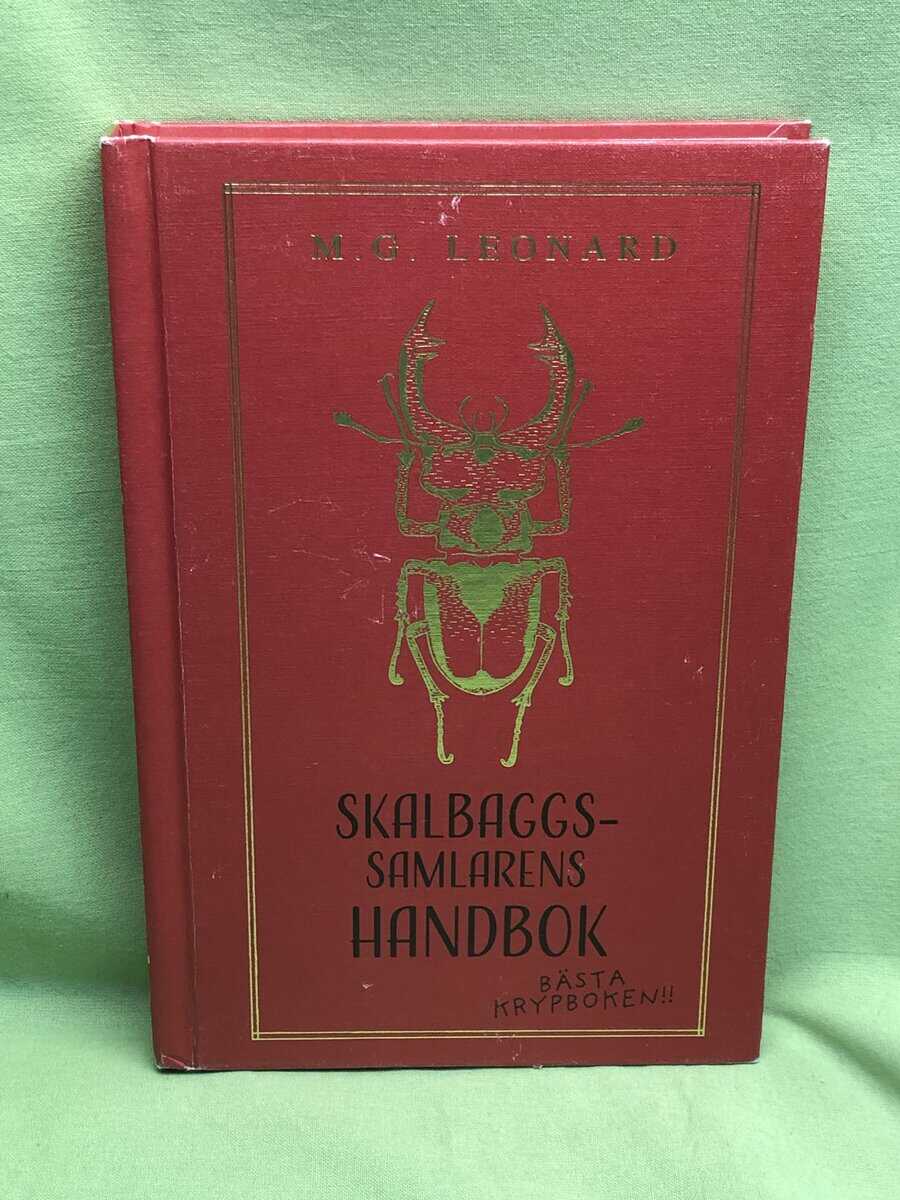 M.G. LEONARD
SKALBAGGS-
SAMLARENS
HANDBOK
BÄSTA
KRYPBOKEN!!